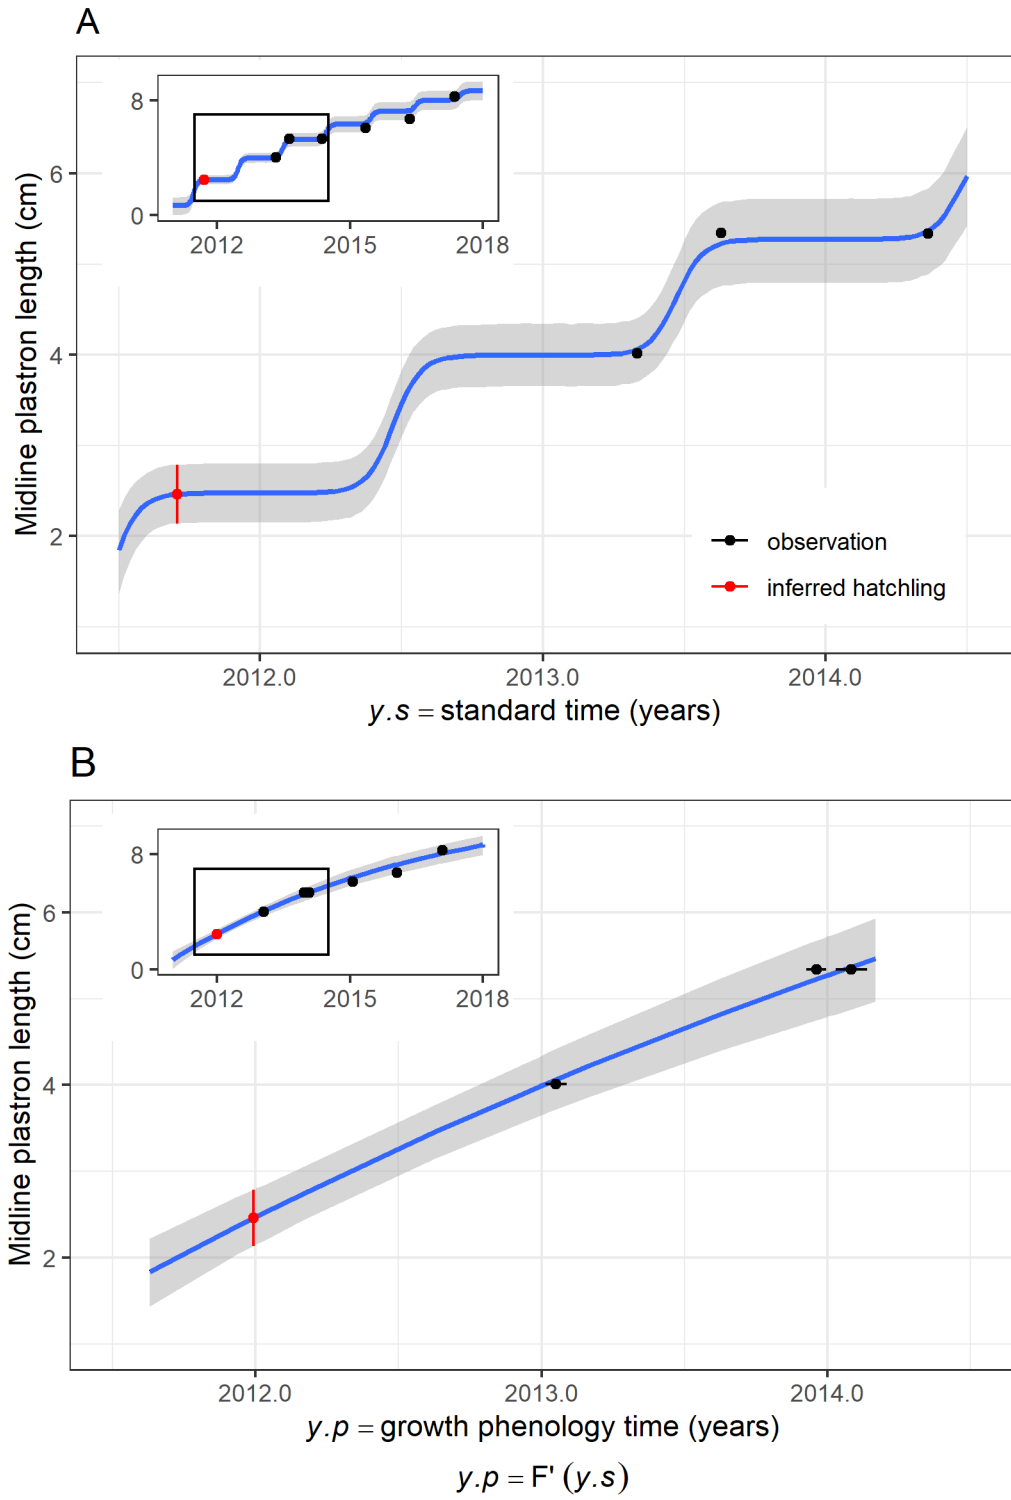 A
Midline plastron length (cm)
8
0
2012
2015
2018
6
4
2
observation
inferred hatchling
2012.0
2013.0
2014.0
y.s = standard time (years)
B
Midline plastron length (cm)
8
0
2012
2015
2018
6
4
2
2012.0
2013.0
2014.0
y.p = growth phenology time (years)
y.p = F' (y.s)